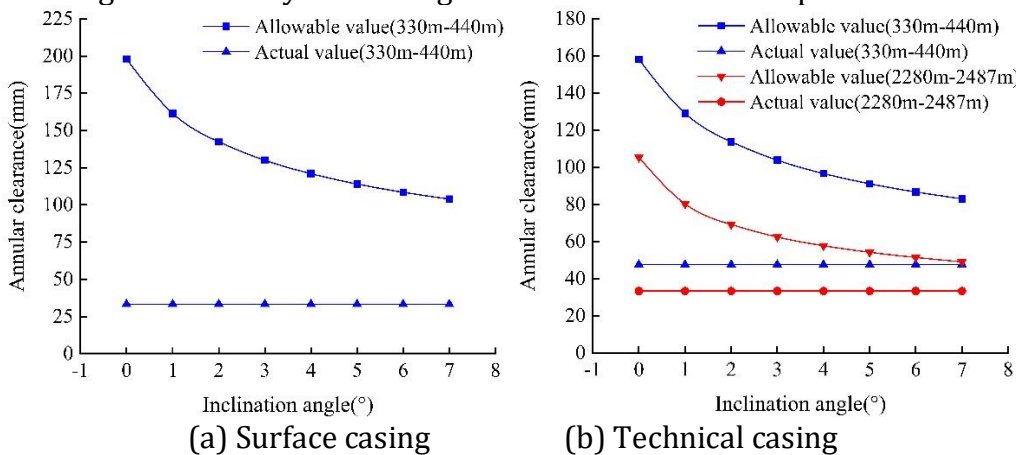 Allowable value(330m-440m)
Actual value(330m-440m)
225
200
175
150
125
100
75
50
25
0
Annular clearance(mm)
-1 0 1 2 3 4 5 6 7 8
Inclination angle(°)
(a) Surface casing
Allowable value(330m-440m)
Actual value(330m-440m)
Allowable value(2280m-2487m)
Actual value(2280m-2487m)
180
160
140
120
100
80
60
40
20
0
Annular clearance(mm)
-1 0 1 2 3 4 5 6 7 8
Inclination angle(°)
(b) Technical casing